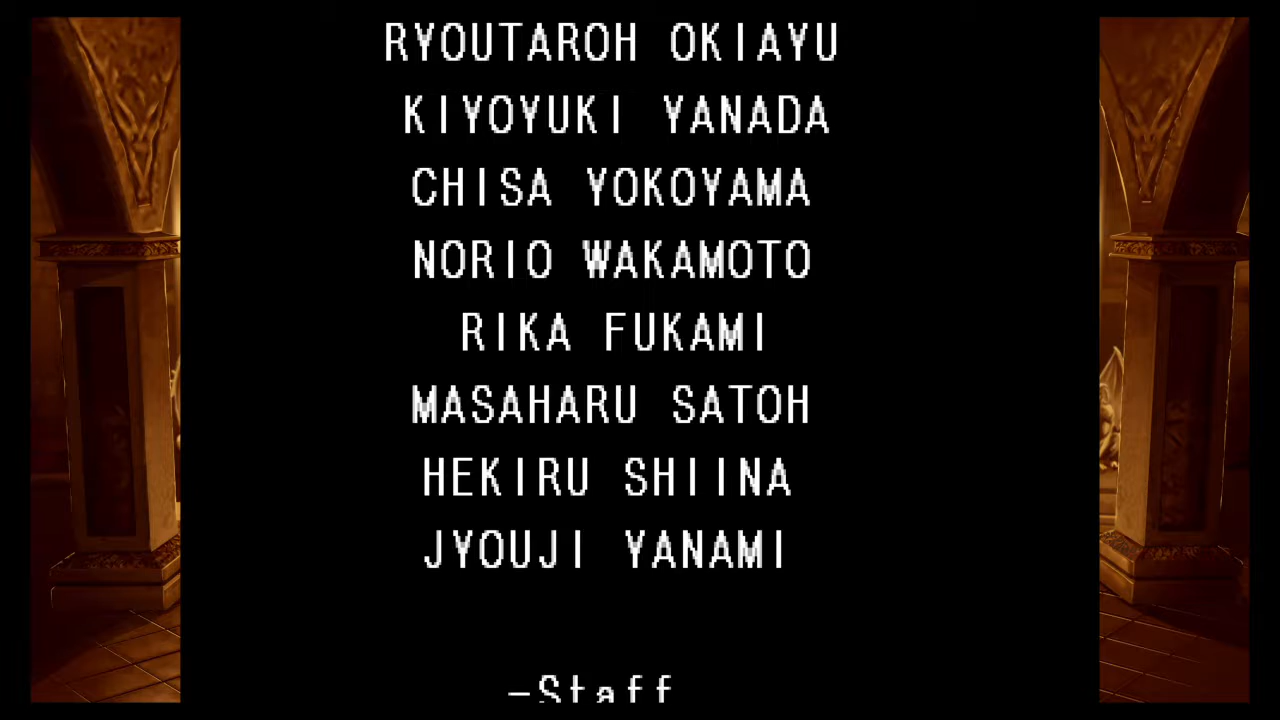 RYOUTAROH OKIAYU
KIYOYUKI YANADA
CHISA YOKOYAMA
NORIO WAKAMOTO
RIKA FUKAMI
MASAHARU SATOH
HEKIRU SHIINA
JYOUJI YANAMI
-Staff